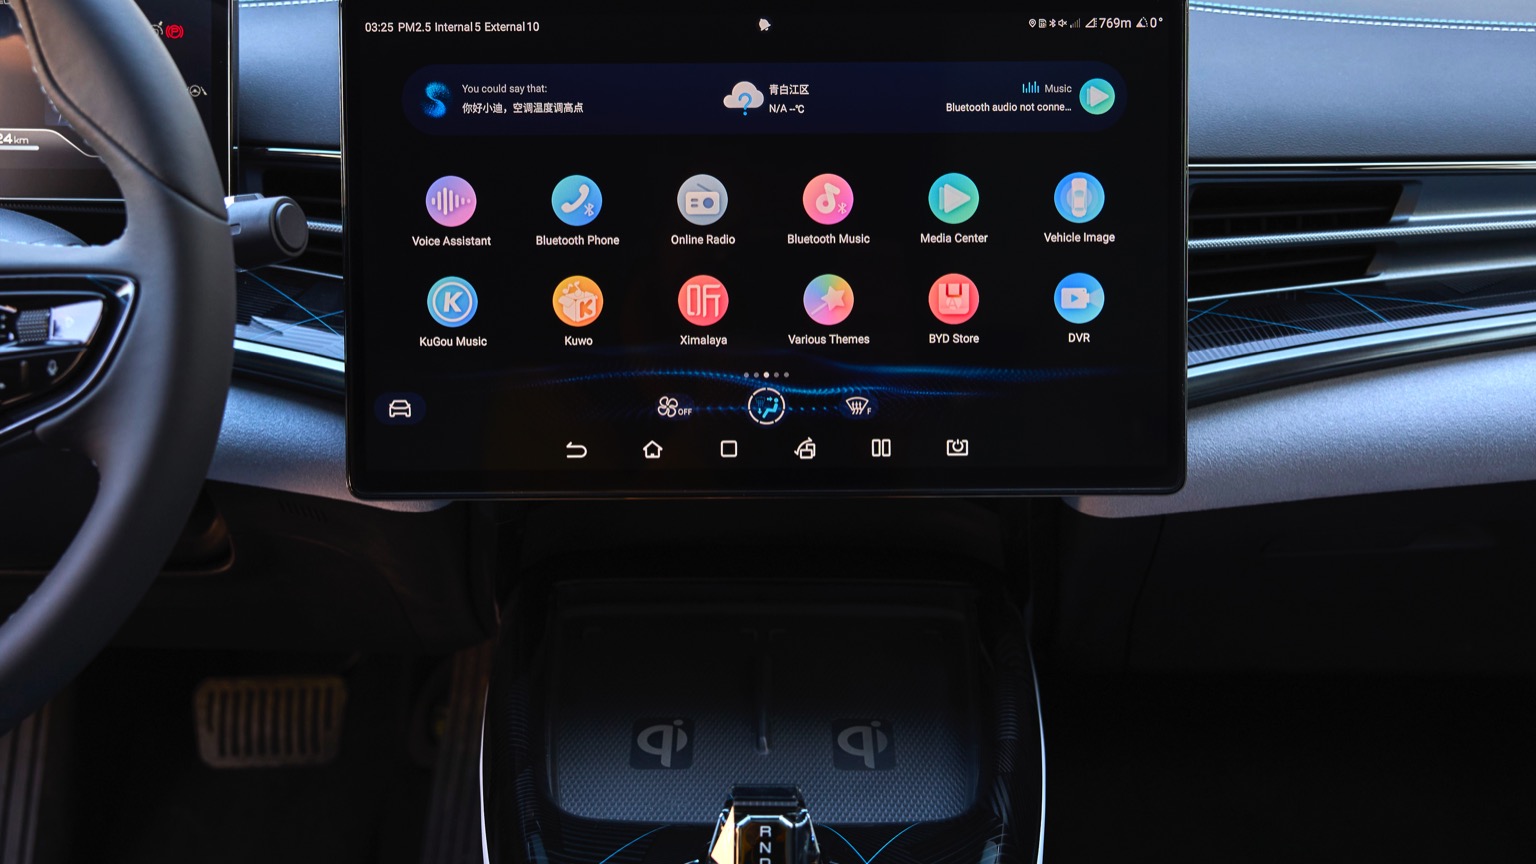 03:25 PM2.5 Internal 5 External 10
769m 0°
You could say that:
你好小迪，空调温度调高点
青白江区
N/A --℃
Music
Bluetooth audio not conne...
Voice Assistant
Bluetooth Phone
Online Radio
Bluetooth Music
Media Center
Vehicle Image
K
K
听
KuGou Music
Kuwo
Ximalaya
Various Themes
BYD Store
DVR
OFF
F
24km
P
qi
qi
R
N
D